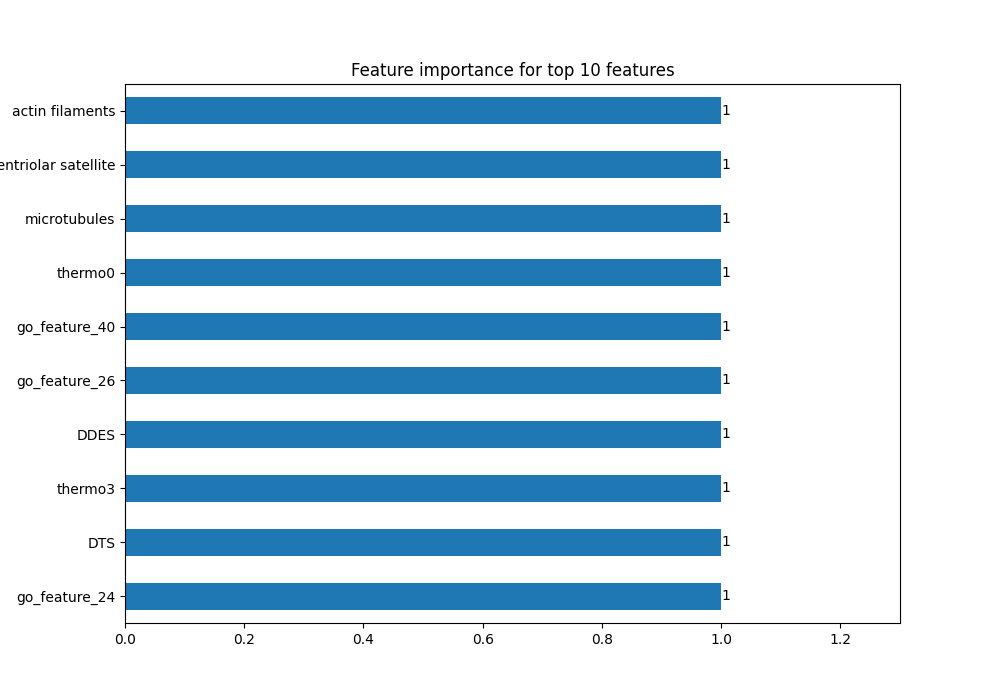 Feature importance for top 10 features
actin filaments 1
entriolar satellite 1
microtubules 1
thermo0 1
go_feature_40 1
go_feature_26 1
DDES 1
thermo3 1
DTS 1
go_feature_24 1
0.0 0.2 0.4 0.6 0.8 1.0 1.2